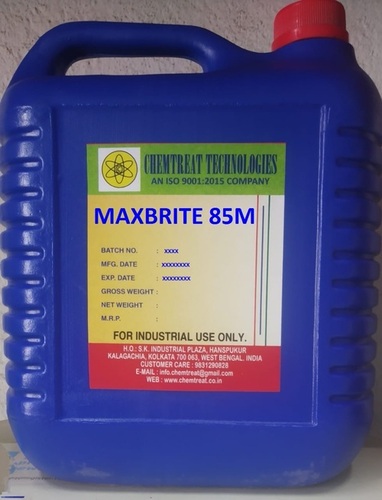 CHEMTREAT TECHNOLOGIES
AN ISO 9001:2015 COMPANY
MAXBRITE 85M
BATCH NO. : xxxx
MFG. DATE : xxxxxxxx
EXP. DATE : xxxxxxxx
GROSS WEIGHT :
NET WEIGHT :
M.R.P. :
FOR INDUSTRIAL USE ONLY.
H.O.: S.K. INDUSTRIAL PLAZA, HANSPUKUR
KALAGACHIA, KOLKATA 700 063, WEST BENGAL. INDIA
CUSTOMER CARE : 9831290829
E-MAIL : info.chemtreat@gmail.com
WEB : www.chemtreat.co.in